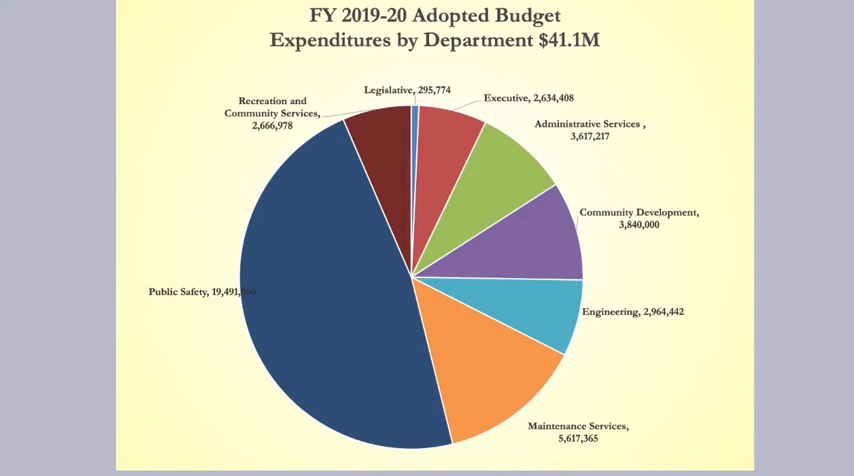 FY 2019-20 Adopted Budget
Expenditures by Department $41.1M
Legislative, 295,774
Recreation and
Community Services,
2,666,978
Executive, 2,634,408
Administrative Services ,
3,617,217
Community Development,
3,840,000
Public Safety,
Engineering, 2,964,442
Maintenance Services,
5,617,365